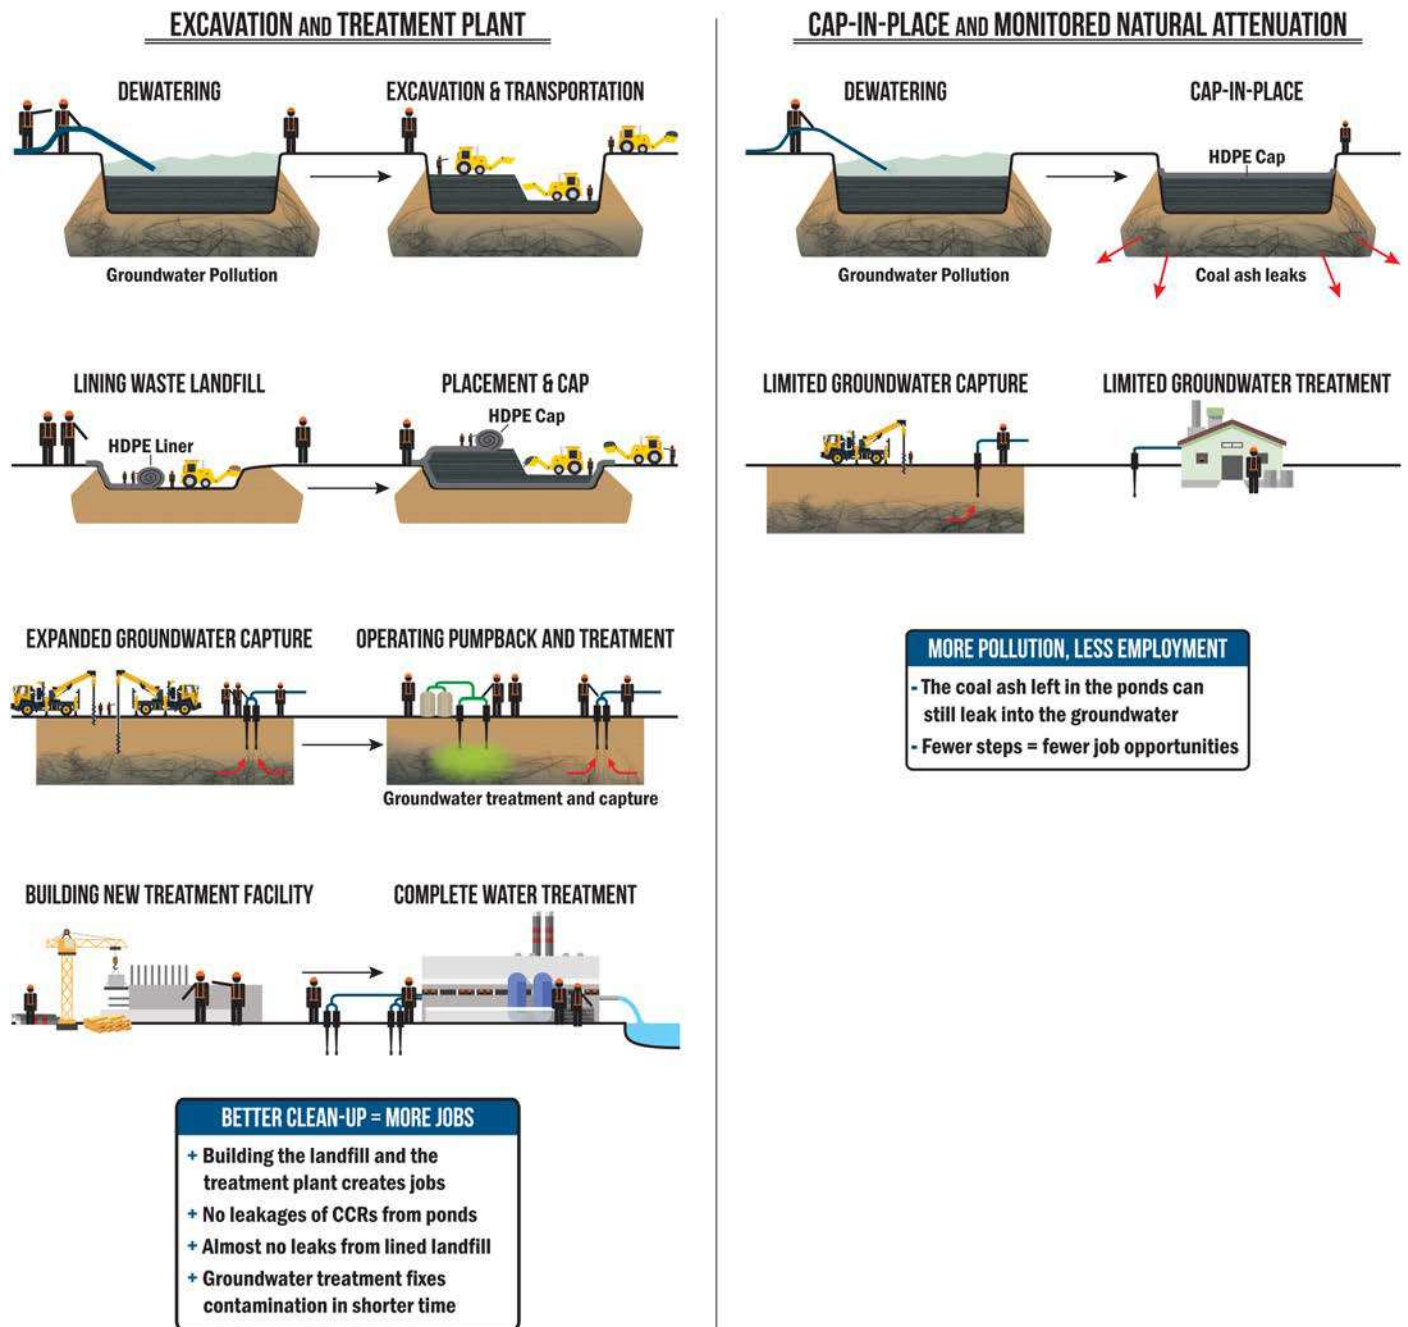 EXCAVATION AND TREATMENT PLANT
DEWATERING
EXCAVATION & TRANSPORTATION
Groundwater Pollution
LINING WASTE LANDFILL
PLACEMENT & CAP
HDPE Liner
HDPE Cap
EXPANDED GROUNDWATER CAPTURE
OPERATING PUMPBACK AND TREATMENT
Groundwater treatment and capture
BUILDING NEW TREATMENT FACILITY
COMPLETE WATER TREATMENT
BETTER CLEAN-UP = MORE JOBS
+ Building the landfill and the
treatment plant creates jobs
+ No leakages of CCRs from ponds
+ Almost no leaks from lined landfill
+ Groundwater treatment fixes
contamination in shorter time
CAP-IN-PLACE AND MONITORED NATURAL ATTENUATION
DEWATERING
CAP-IN-PLACE
HDPE Cap
Groundwater Pollution
Coal ash leaks
LIMITED GROUNDWATER CAPTURE
LIMITED GROUNDWATER TREATMENT
MORE POLLUTION, LESS EMPLOYMENT
- The coal ash left in the ponds can
still leak into the groundwater
- Fewer steps = fewer job opportunities